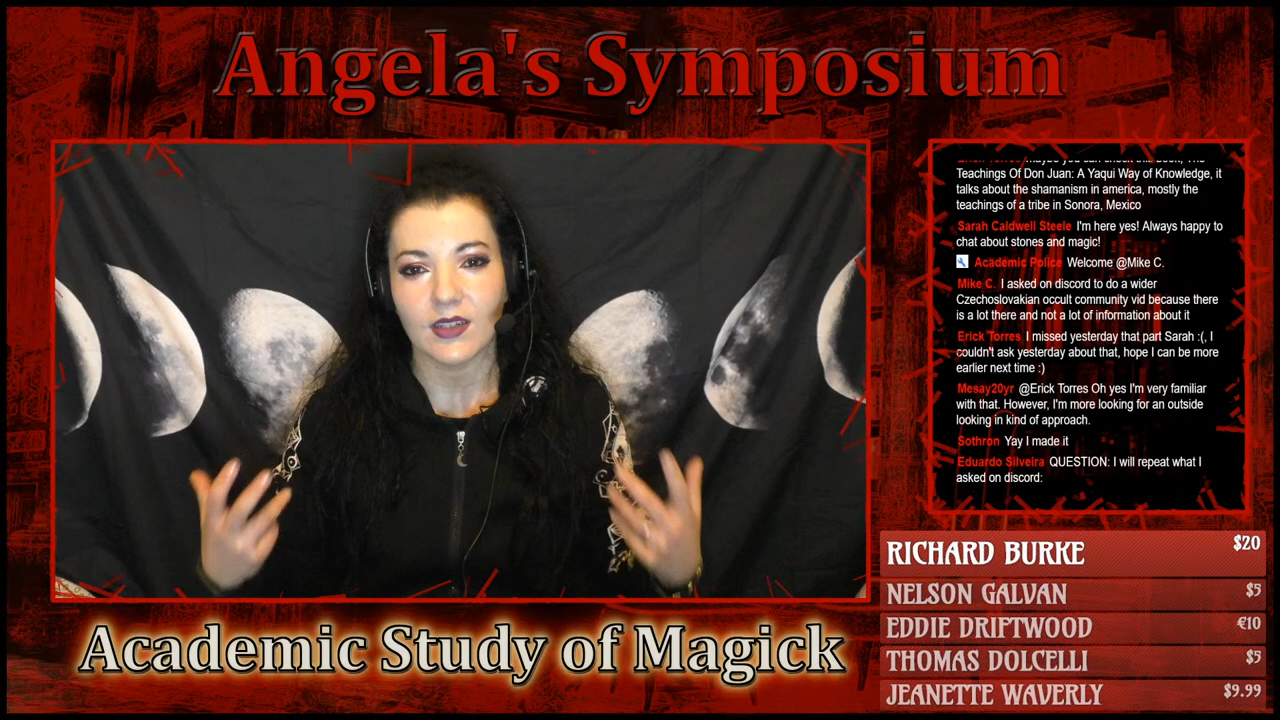 Angela's Symposium
Teachings Of Don Juan: A Yaqui Way of Knowledge, it
talks about the shamanism in america, mostly the
teachings of a tribe in Sonora, Mexico
Sarah Caldwell Steele I'm here yes! Always happy to
chat about stones and magic!
Academic Police Welcome @Mike C.
Mike C. I asked on discord to do a wider
Czechoslovakian occult community vid because there
is a lot there and not a lot of information about it
Erick Torres I missed yesterday that part Sarah :(, I
couldn't ask yesterday about that, hope I can be more
earlier next time :)
Mesay20yr @Erick Torres Oh yes I'm very familiar
with that. However, I'm more looking for an outside
looking in kind of approach.
Sothron Yay I made it
Eduardo Silveira QUESTION: I will repeat what I
asked on discord:
RICHARD BURKE $20
NELSON GALVAN $5
EDDIE DRIFTWOOD €10
THOMAS DOLCELLI $5
JEANETTE WAVERLY $9.99
Academic Study of Magick